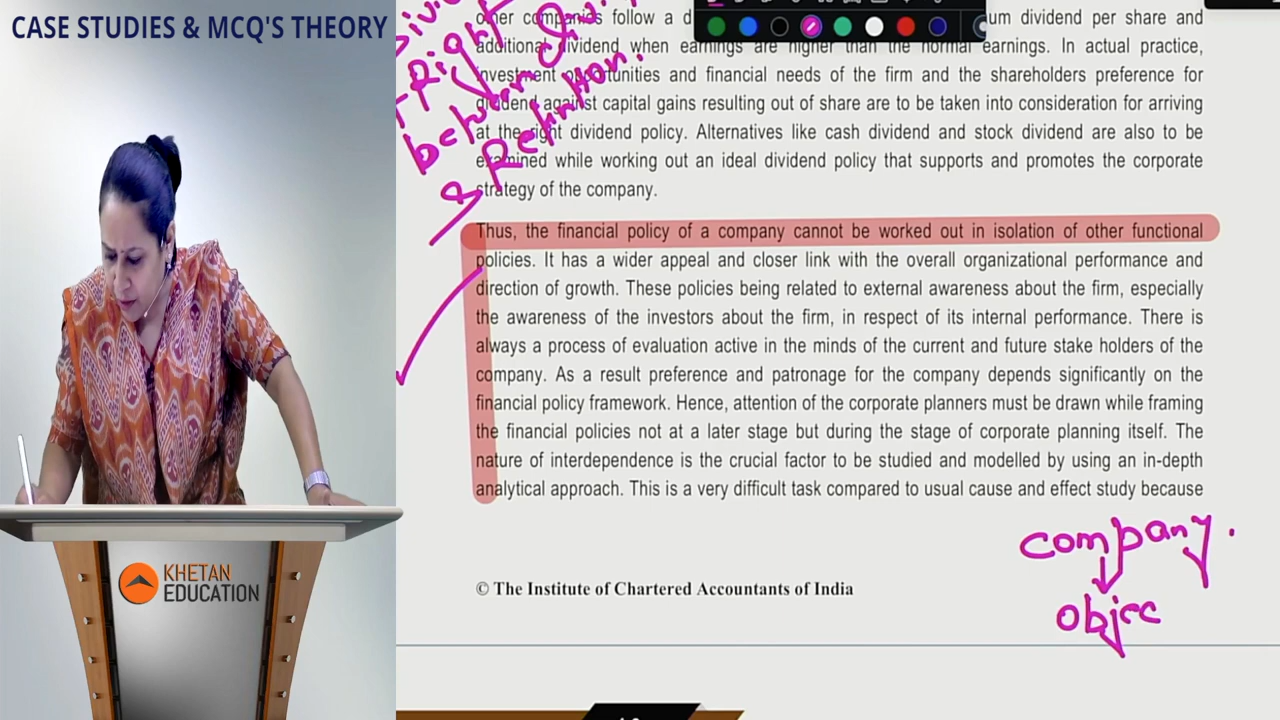 CASE STUDIES & MCQ'S THEORY
other companies follow a d um dividend per share and
additional dividend when earnings are higher than the normal earnings. In actual practice,
investment opportunities and financial needs of the firm and the shareholders preference for
dividend against capital gains resulting out of share are to be taken into consideration for arriving
at the right dividend policy. Alternatives like cash dividend and stock dividend are also to be
examined while working out an ideal dividend policy that supports and promotes the corporate
strategy of the company.
Right
between
& Retention.
Thus, the financial policy of a company cannot be worked out in isolation of other functional
policies. It has a wider appeal and closer link with the overall organizational performance and
direction of growth. These policies being related to external awareness about the firm, especially
the awareness of the investors about the firm, in respect of its internal performance. There is
always a process of evaluation active in the minds of the current and future stake holders of the
company. As a result preference and patronage for the company depends significantly on the
financial policy framework. Hence, attention of the corporate planners must be drawn while framing
the financial policies not at a later stage but during the stage of corporate planning itself. The
nature of interdependence is the crucial factor to be studied and modelled by using an in-depth
analytical approach. This is a very difficult task compared to usual cause and effect study because
company.
Objec
© The Institute of Chartered Accountants of India
KHETAN
EDUCATION